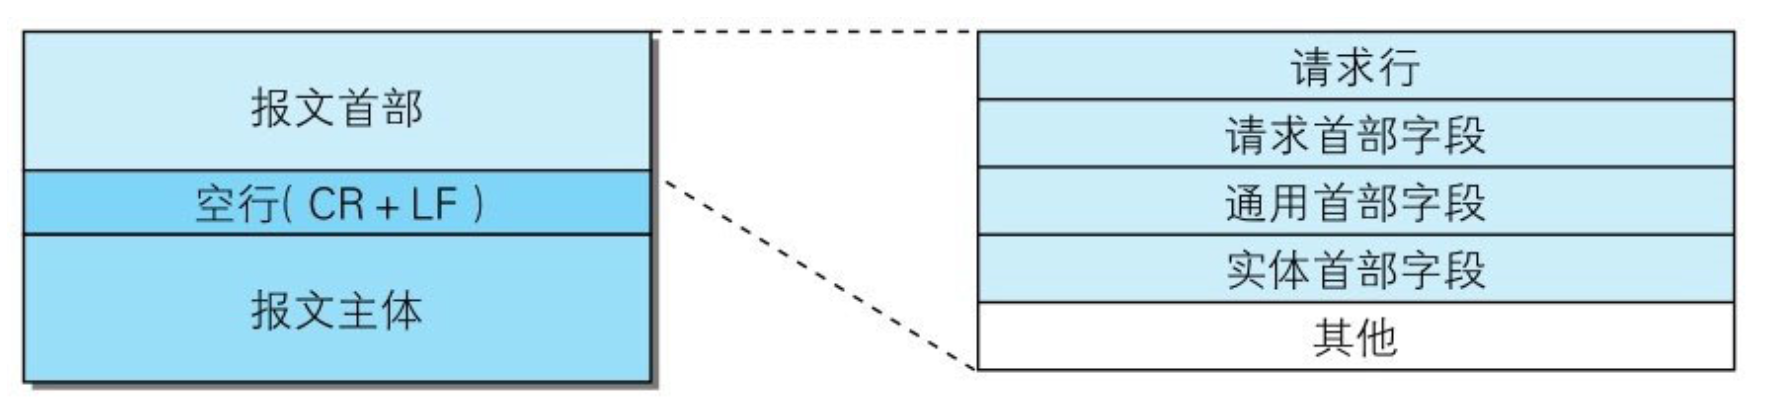 报文首部
空行( CR + LF )
报文主体
请求行
请求首部字段
通用首部字段
实体首部字段
其他